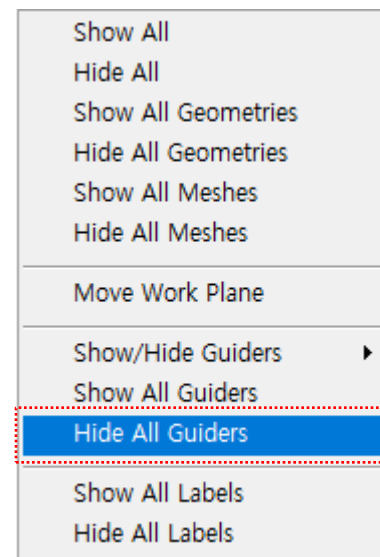 Show All
Hide All
Show All Geometries
Hide All Geometries
Show All Meshes
Hide All Meshes
Move Work Plane
Show/Hide Guiders
Show All Guiders
Hide All Guiders
Show All Labels
Hide All Labels